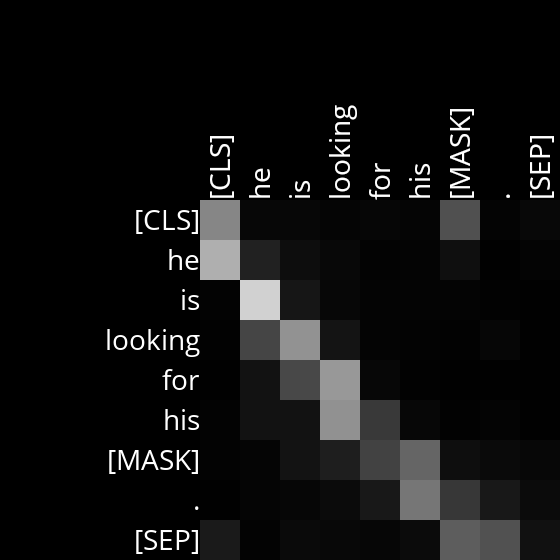 [CLS] he is looking for his [MASK] . [SEP]
[CLS]
he
is
looking
for
his
[MASK]
.
[SEP]